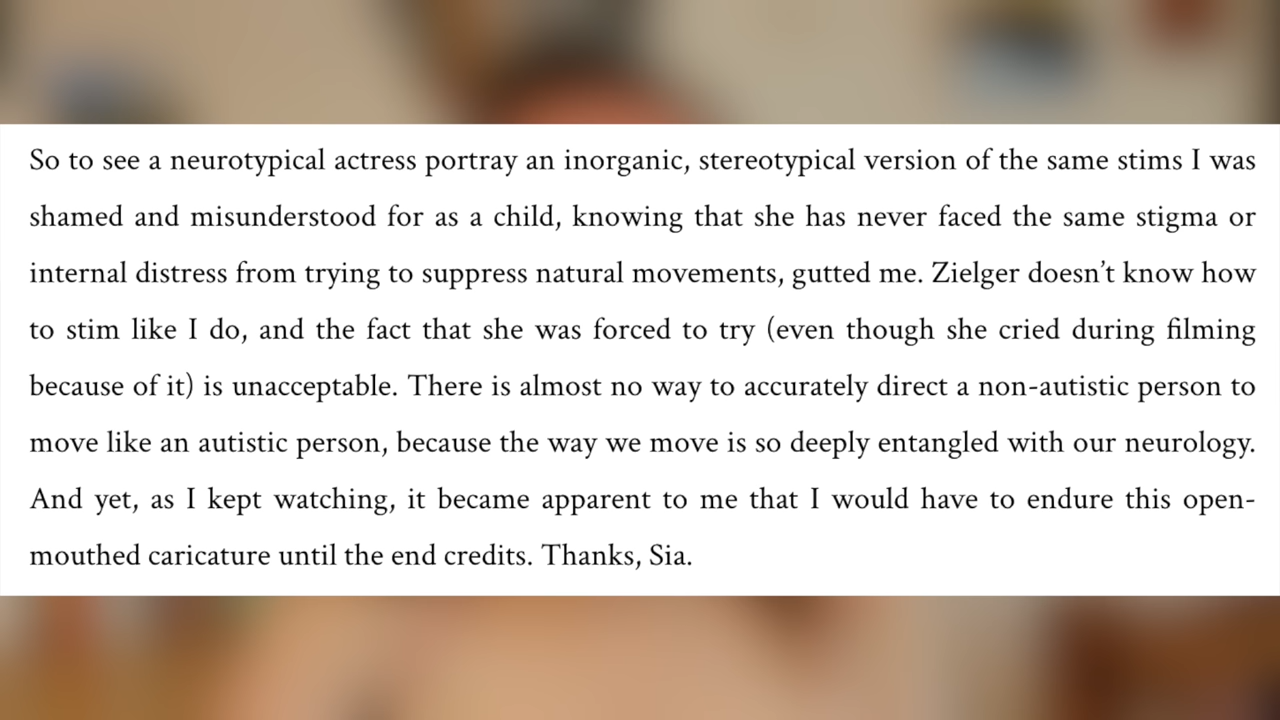 So to see a neurotypical actress portray an inorganic, stereotypical version of the same stims I was
shamed and misunderstood for as a child, knowing that she has never faced the same stigma or
internal distress from trying to suppress natural movements, gutted me. Zielger doesn’t know how
to stim like I do, and the fact that she was forced to try (even though she cried during filming
because of it) is unacceptable. There is almost no way to accurately direct a non-autistic person to
move like an autistic person, because the way we move is so deeply entangled with our neurology.
And yet, as I kept watching, it became apparent to me that I would have to endure this open-
mouthed caricature until the end credits. Thanks, Sia.